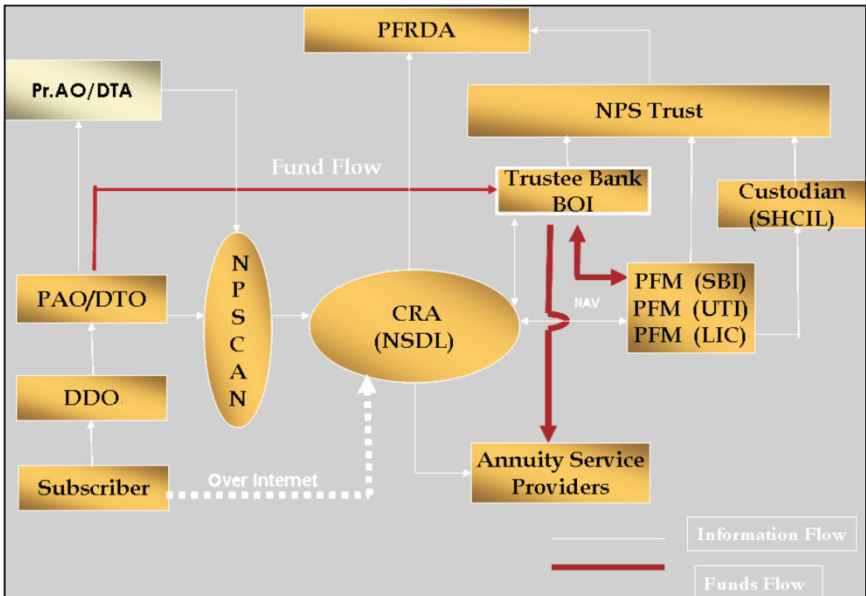 PFRDA
Pr.AO/DTA
NPS Trust
Fund Flow
Trustee Bank
BOI
Custodian
(SHCIL)
PAO/DTO
N
P
S
C
A
N
CRA
(NSDL)
NAV
PFM (SBI)
PFM (UTI)
PFM (LIC)
DDO
Subscriber
Over Internet
Annuity Service
Providers
Information Flow
Funds Flow